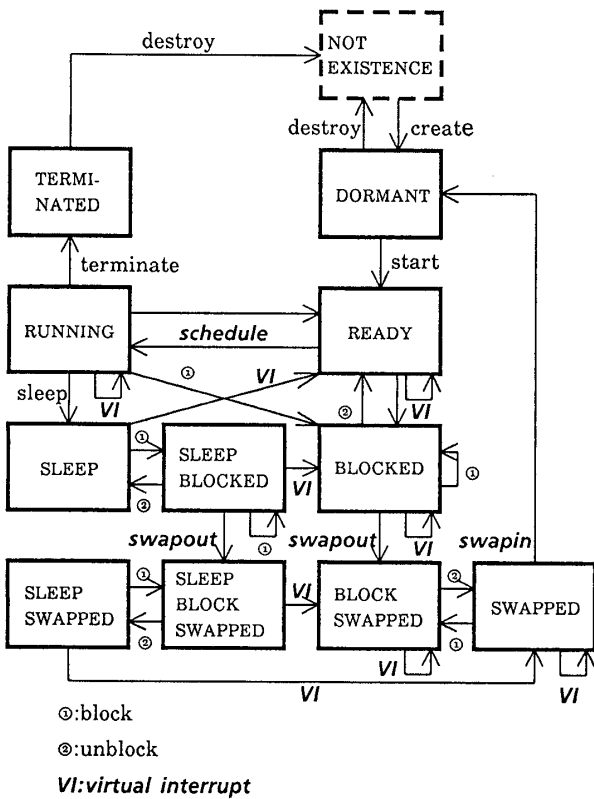 destroy
NOT
EXISTENCE
destroy
create
TERMI-
NATED
DORMANT
terminate
start
RUNNING
schedule
READY
sleep
VI
①
VI
②
VI
SLEEP
①
②
SLEEP
BLOCKED
VI
BLOCKED
①
swapout
①
swapout
VI
swapin
SLEEP
SWAPPED
①
②
SLEEP
BLOCK
SWAPPED
VI
BLOCK
SWAPPED
②
①
SWAPPED
VI
VI
VI
①:block
②:unblock
VI:virtual interrupt